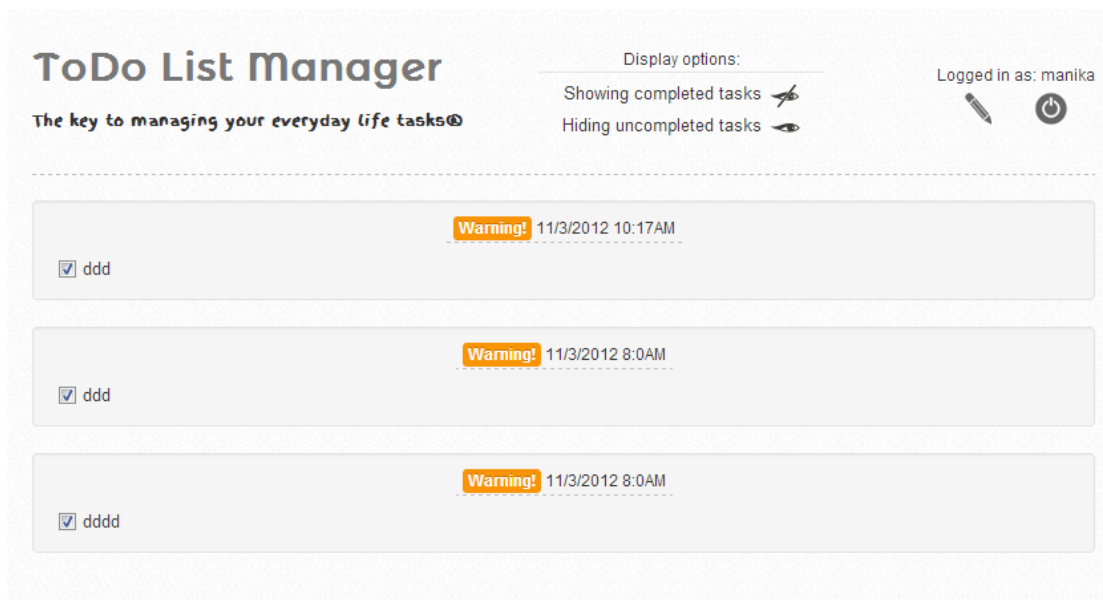 ToDo List Manager
The key to managing your everyday life tasks®
Display options:
Showing completed tasks
Hiding uncompleted tasks
Logged in as: manika
Warning! 11/3/2012 10:17AM
ddd
Warning! 11/3/2012 8:0AM
ddd
Warning! 11/3/2012 8:0AM
dddd